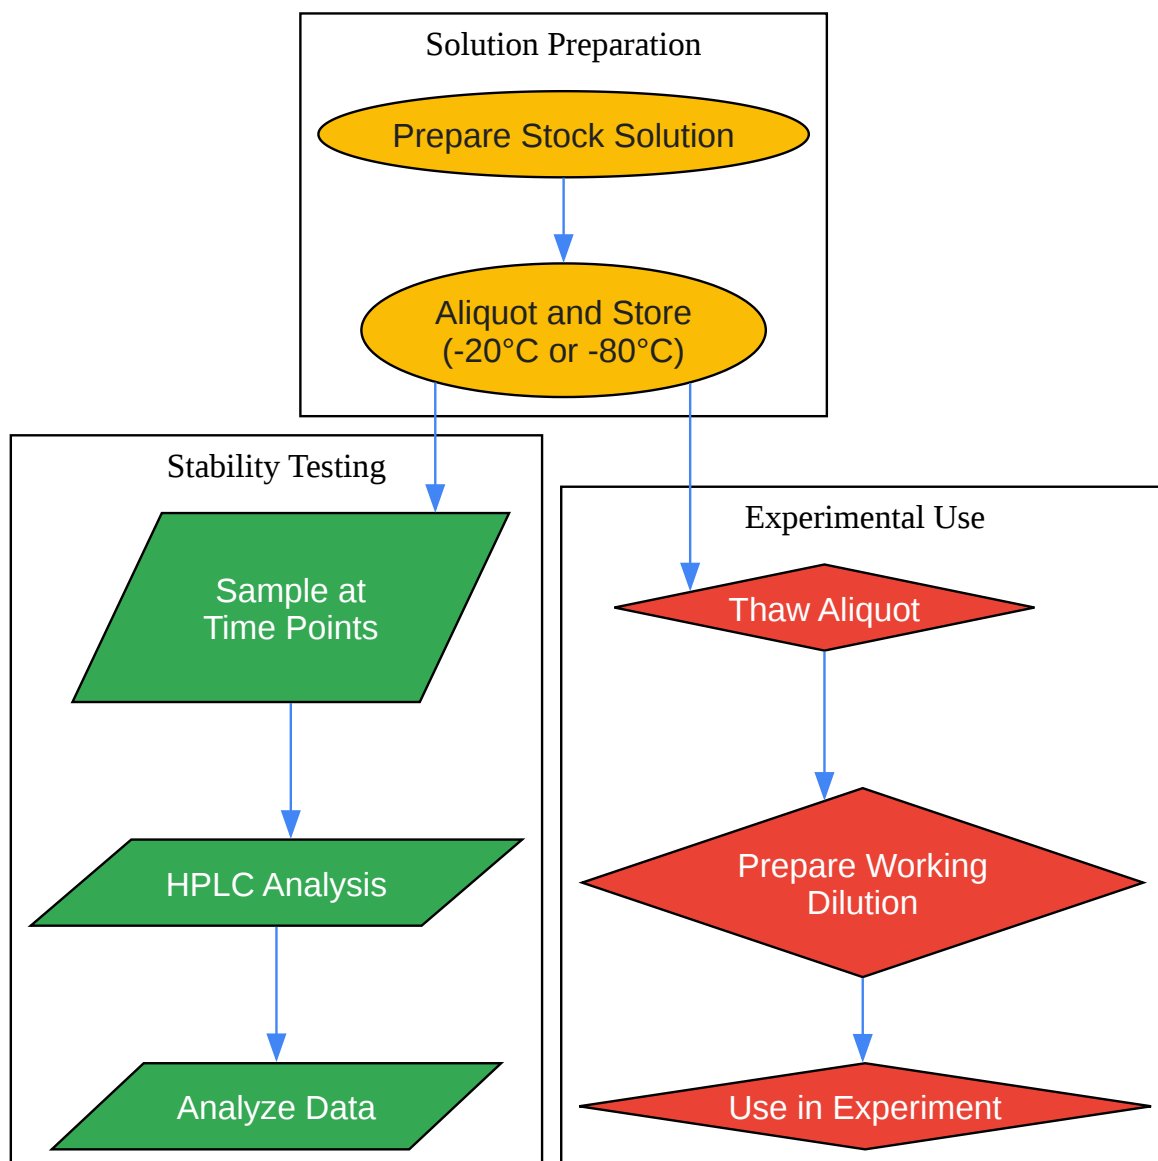 Solution Preparation
Prepare Stock Solution
Aliquot and Store
(-20°C or -80°C)
Stability Testing
Sample at
Time Points
HPLC Analysis
Analyze Data
Experimental Use
Thaw Aliquot
Prepare Working
Dilution
Use in Experiment